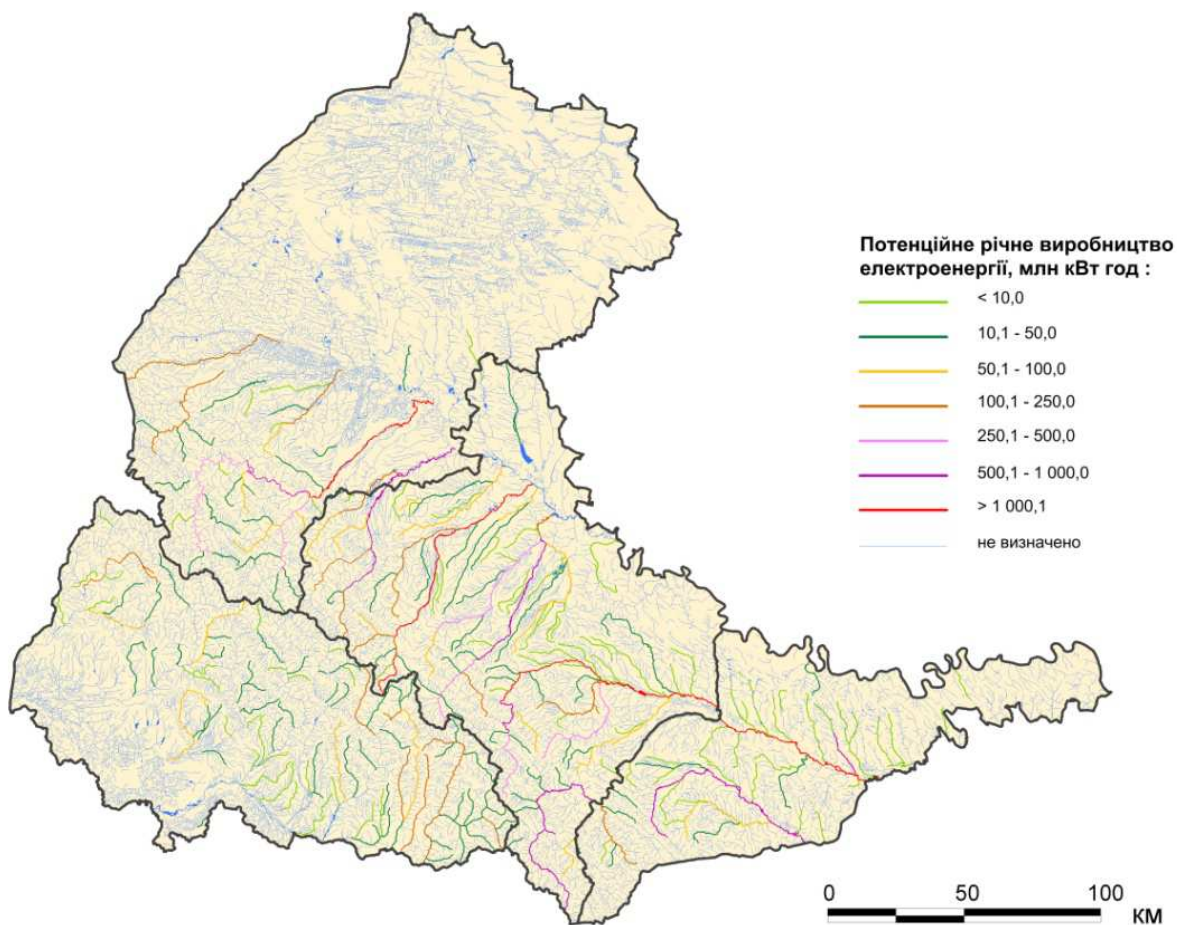 Потенційне річне виробництво
електроенергії, млн кВт год :
< 10,0
10,1 - 50,0
50,1 - 100,0
100,1 - 250,0
250,1 - 500,0
500,1 - 1 000,0
> 1 000,1
не визначено
0 50 100
КМ